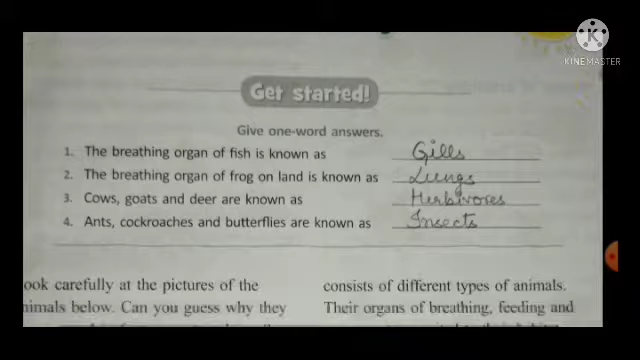 K
KINEMASTER
Get started!
Give one-word answers.
1. The breathing organ of fish is known as Gills
2. The breathing organ of frog on land is known as Lungs
3. Cows, goats and deer are known as Herbivores
4. Ants, cockroaches and butterflies are known as Insects
ook carefully at the pictures of the
nimals below. Can you guess why they
consists of different types of animals.
Their organs of breathing, feeding and